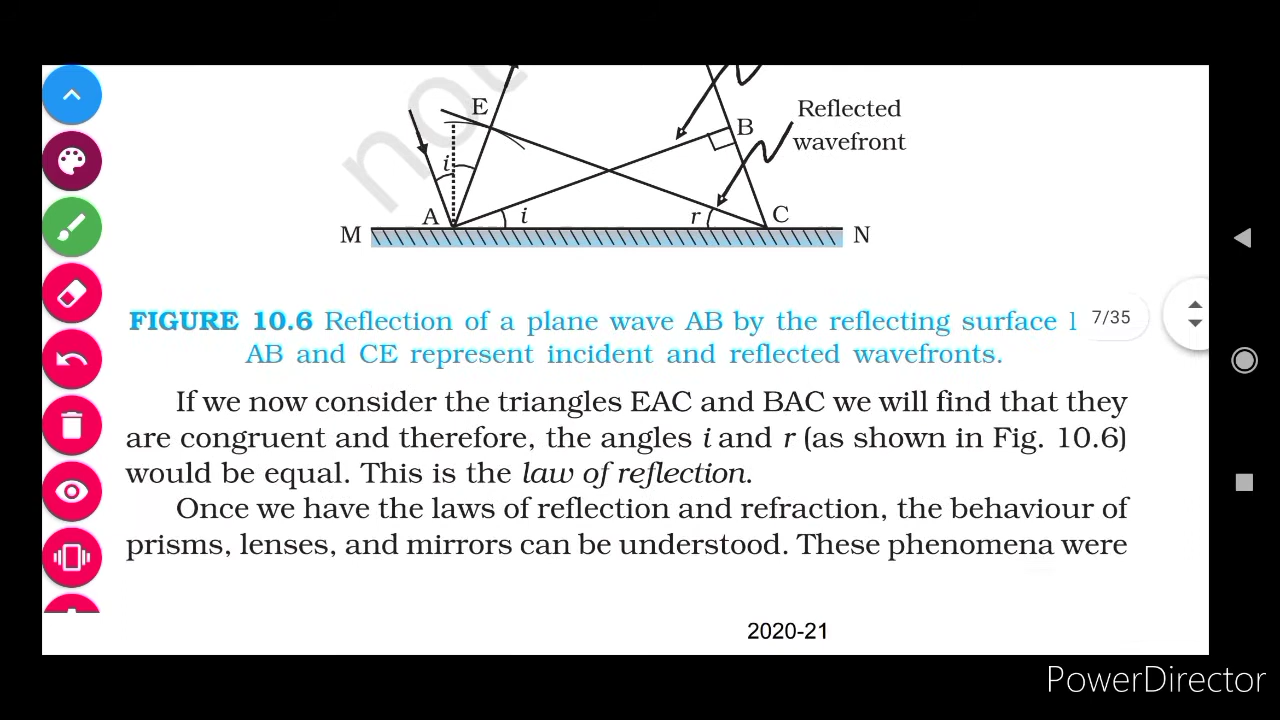 E
Reflected
wavefront
B
i
A
i
r
C
M
N
FIGURE 10.6 Reflection of a plane wave AB by the reflecting surface
7/35
AB and CE represent incident and reflected wavefronts.
If we now consider the triangles EAC and BAC we will find that they
are congruent and therefore, the angles i and r (as shown in Fig. 10.6)
would be equal. This is the law of reflection.
Once we have the laws of reflection and refraction, the behaviour of
prisms, lenses, and mirrors can be understood. These phenomena were
2020-21
PowerDirector